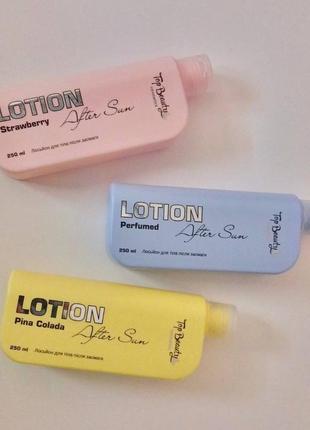 LOTION
Strawberry After Sun
250 ml Лосьйон для тіла після засмаги
Top Beauty
LOTION
Perfumed After Sun
250 ml Лосьйон для тіла після засмаги
Top Beauty
LOTION
Pina Colada After Sun
250 ml Лосьйон для тіла після засмаги
Top Beauty